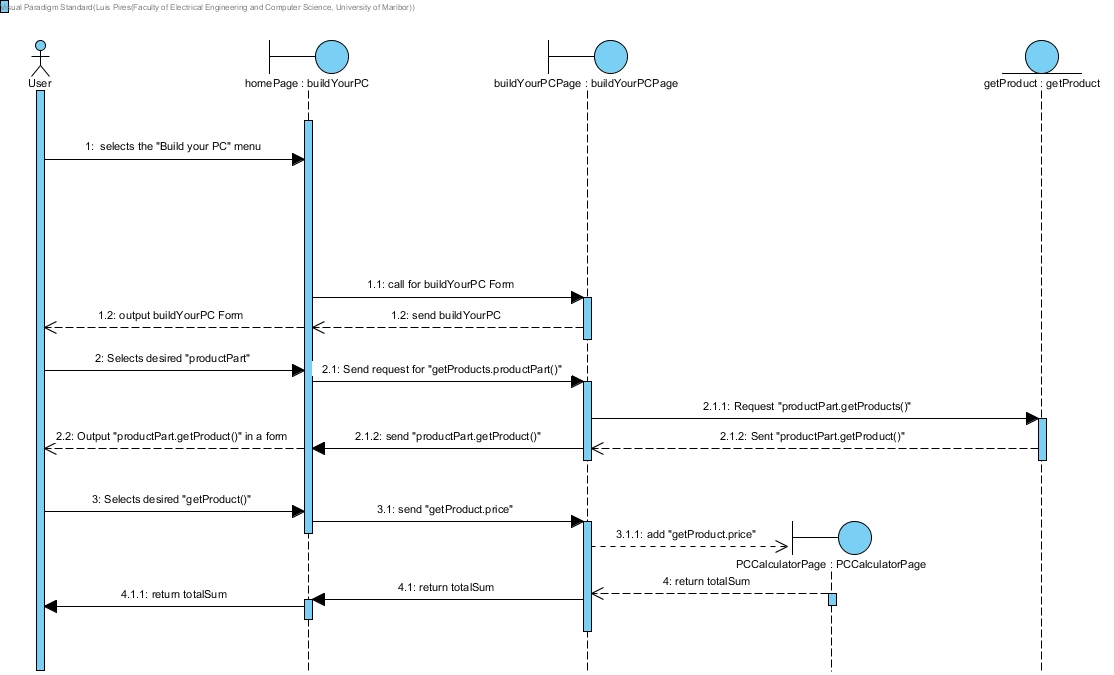 Visual Paradigm Standard(Luis Pires(Faculty of Electrical Engineering and Computer Science, University of Maribor))
User
homePage : buildYourPC
buildYourPCPage : buildYourPCPage
getProduct : getProduct
1: selects the "Build your PC" menu
1.1: call for buildYourPC Form
1.2: output buildYourPC Form
1.2: send buildYourPC
2: Selects desired "productPart"
2.1: Send request for "getProducts.productPart()"
2.1.1: Request "productPart.getProducts()"
2.2: Output "productPart.getProduct()" in a form
2.1.2: send "productPart.getProduct()"
2.1.2: Sent "productPart.getProduct()"
3: Selects desired "getProduct()"
3.1: send "getProduct.price"
3.1.1: add "getProduct.price"
PCCalculatorPage : PCCalculatorPage
4: return totalSum
4.1: return totalSum
4.1.1: return totalSum